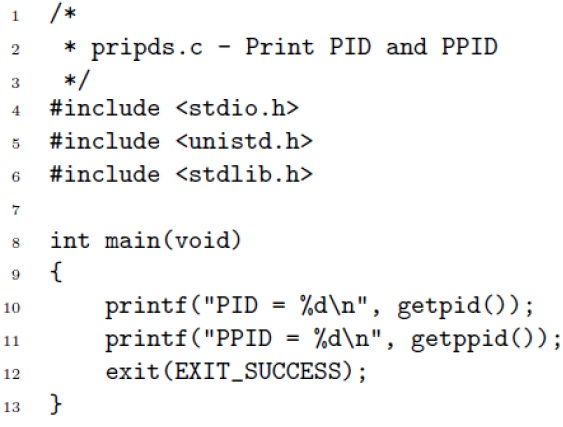 1 /*
2  * pripds.c - Print PID and PPID
3  */
4 #include <stdio.h>
5 #include <unistd.h>
6 #include <stdlib.h>
7
8 int main(void)
9 {
10     printf("PID = %d\n", getpid());
11     printf("PPID = %d\n", getppid());
12     exit(EXIT_SUCCESS);
13 }